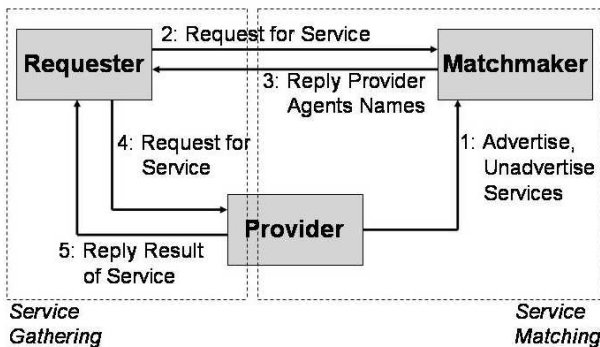 2: Request for Service
Requester
Matchmaker
3: Reply Provider
Agents Names
4: Request for
Service
1: Advertise,
Unadvertise
Services
Provider
5: Reply Result
of Service
Service
Gathering
Service
Matching